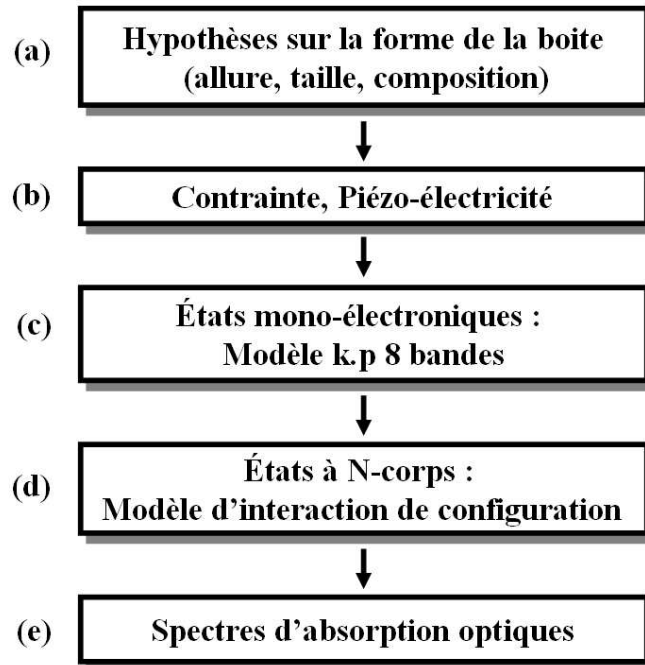 (a) Hypothèses sur la forme de la boite
(allure, taille, composition)
(b) Contrainte, Piézo-électricité
(c) États mono-électroniques :
Modèle k.p 8 bandes
(d) États à N-corps :
Modèle d’interaction de configuration
(e) Spectres d’absorption optiques